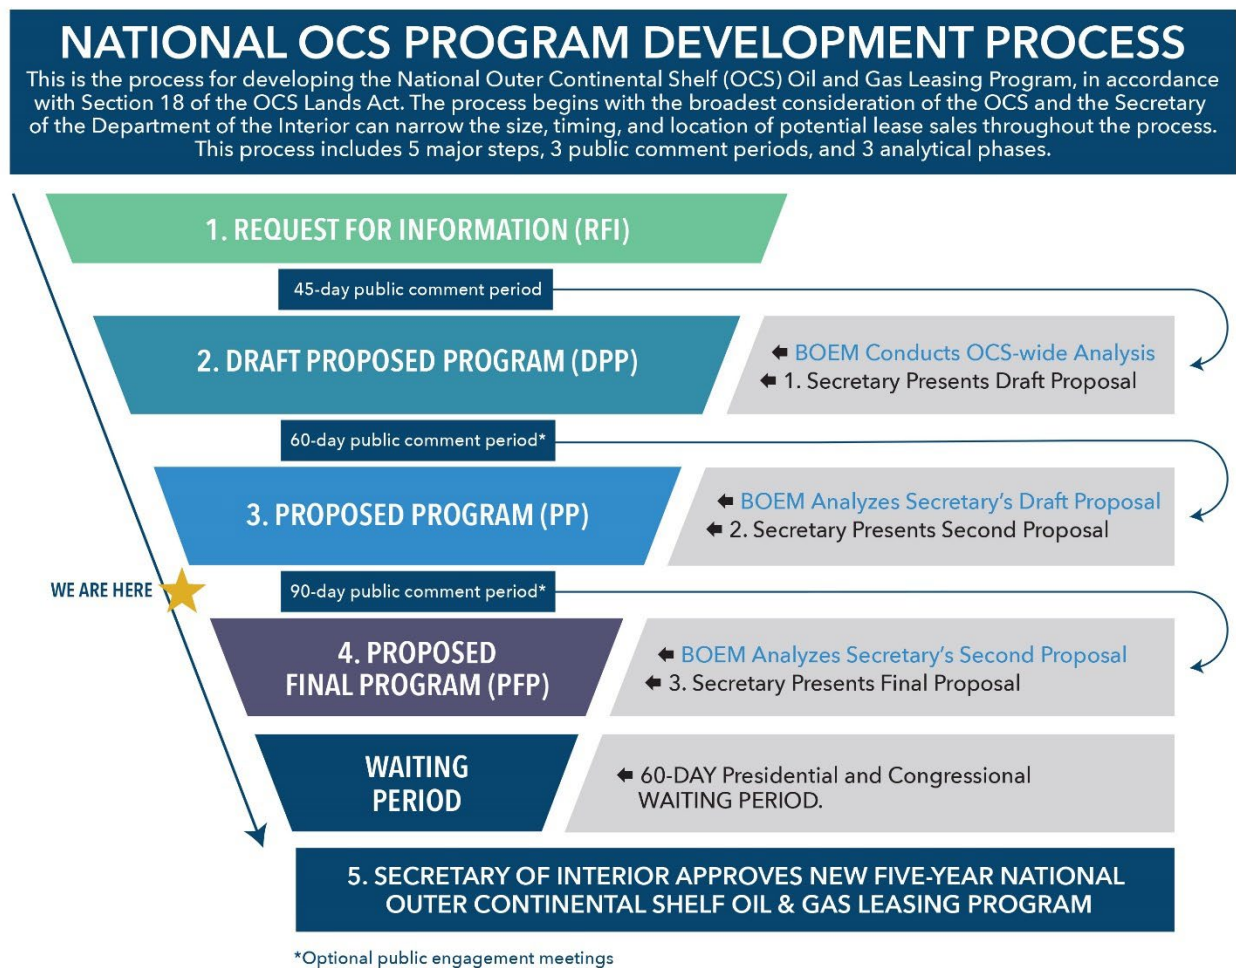 NATIONAL OCS PROGRAM DEVELOPMENT PROCESS
This is the process for developing the National Outer Continental Shelf (OCS) Oil and Gas Leasing Program, in accordance
with Section 18 of the OCS Lands Act. The process begins with the broadest consideration of the OCS and the Secretary
of the Department of the Interior can narrow the size, timing, and location of potential lease sales throughout the process.
This process includes 5 major steps, 3 public comment periods, and 3 analytical phases.
1. REQUEST FOR INFORMATION (RFI)
45-day public comment period
2. DRAFT PROPOSED PROGRAM (DPP)
BOEM Conducts OCS-wide Analysis
1. Secretary Presents Draft Proposal
60-day public comment period*
3. PROPOSED PROGRAM (PP)
BOEM Analyzes Secretary's Draft Proposal
2. Secretary Presents Second Proposal
WE ARE HERE
90-day public comment period*
4. PROPOSED
FINAL PROGRAM (PFP)
BOEM Analyzes Secretary's Second Proposal
3. Secretary Presents Final Proposal
WAITING
PERIOD
60-DAY Presidential and Congressional
WAITING PERIOD.
5. SECRETARY OF INTERIOR APPROVES NEW FIVE-YEAR NATIONAL
OUTER CONTINENTAL SHELF OIL & GAS LEASING PROGRAM
*Optional public engagement meetings